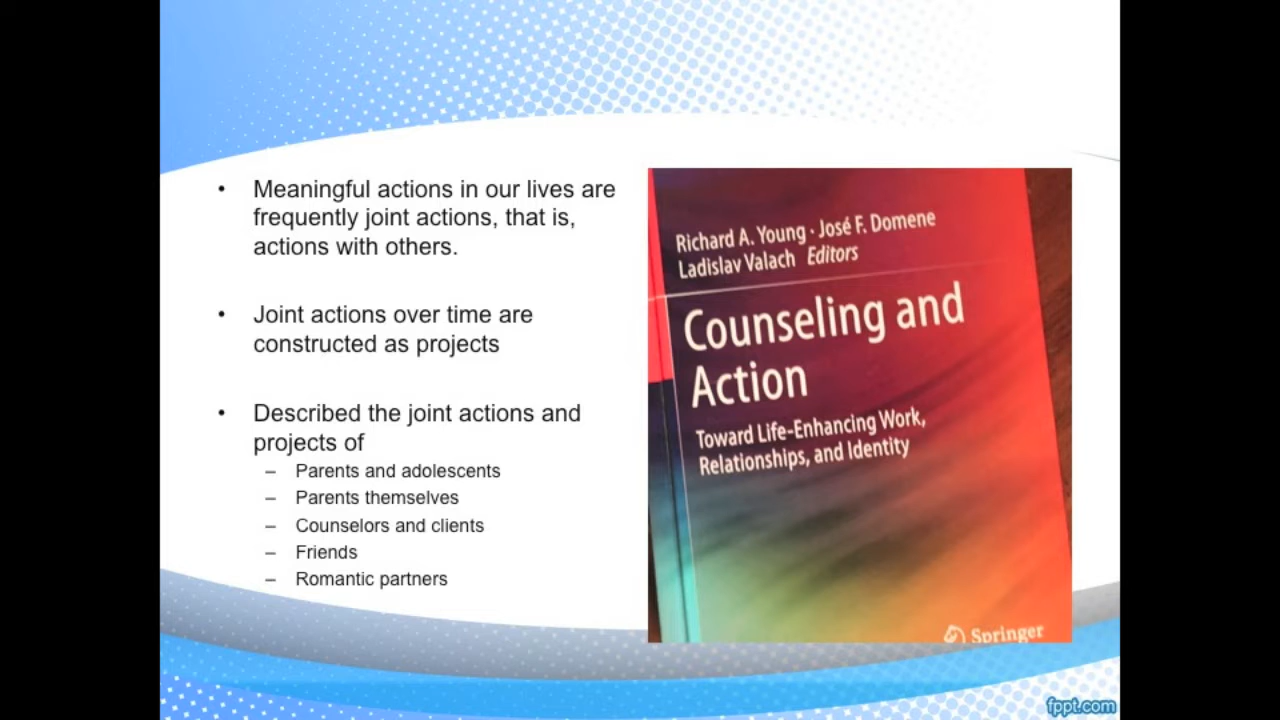 • Meaningful actions in our lives are
frequently joint actions, that is,
actions with others.
• Joint actions over time are
constructed as projects
• Described the joint actions and
projects of
– Parents and adolescents
– Parents themselves
– Counselors and clients
– Friends
– Romantic partners
Richard A. Young · José F. Domene
Ladislav Valach Editors
Counseling and
Action
Toward Life-Enhancing Work,
Relationships, and Identity
Springer
fppt.com